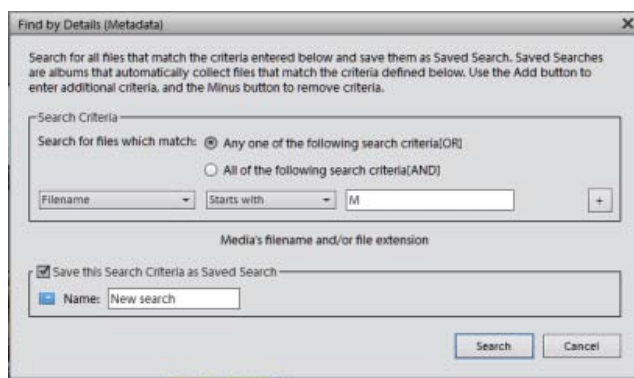 Find by Details (Metadata)
Search for all files that match the criteria entered below and save them as Saved Search. Saved Searches
are albums that automatically collect files that match the criteria defined below. Use the Add button to
enter additional criteria, and the Minus button to remove criteria.
Search Criteria
Search for files which match: Any one of the following search criteria[OR]
All of the following search criteria[AND]
Filename Starts with M +
Media's filename and/or file extension
Save this Search Criteria as Saved Search
Name: New search
Search Cancel